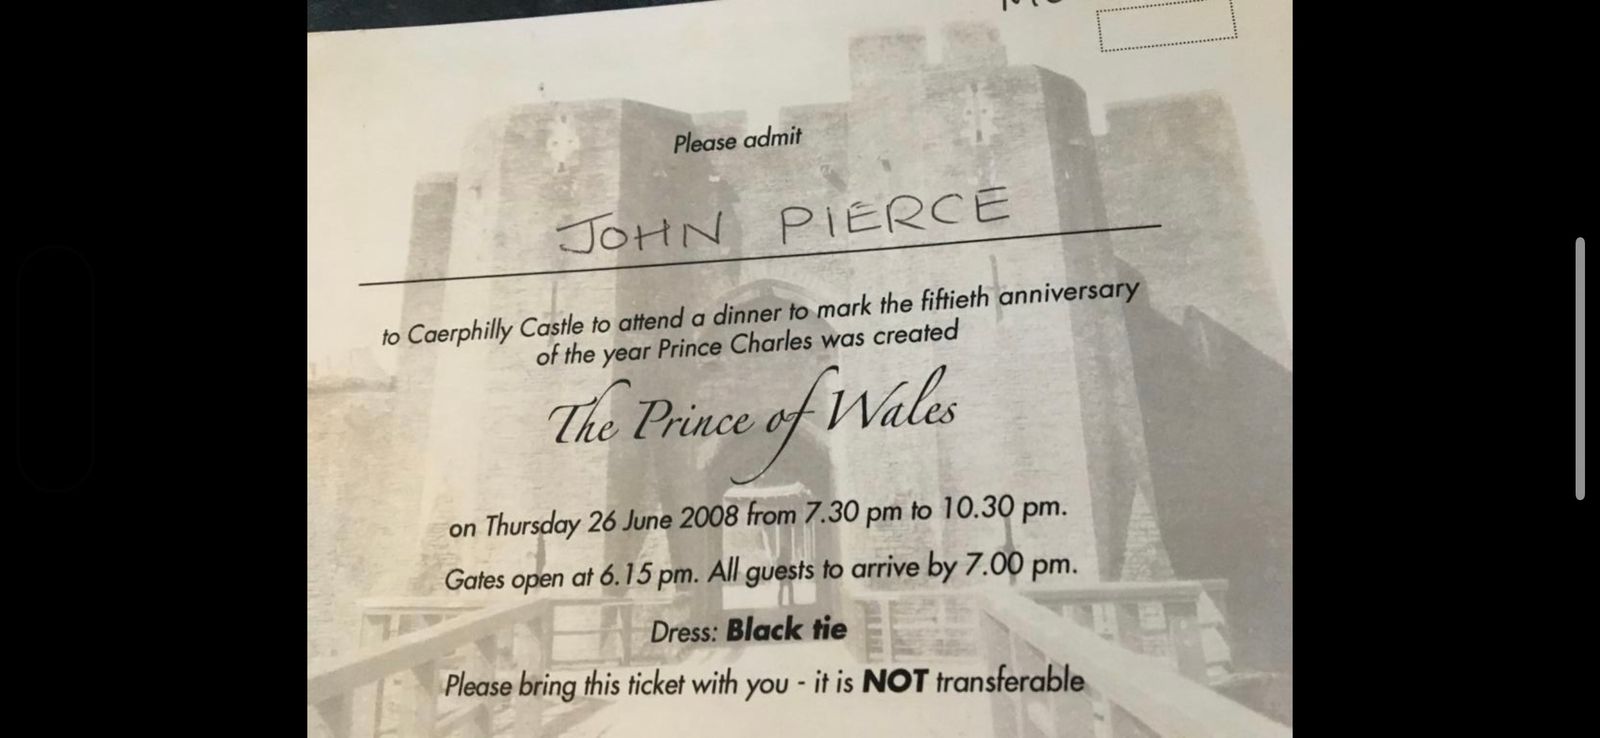 Please admit
JOHN PIERCE
to Caerphilly Castle to attend a dinner to mark the fiftieth anniversary
of the year Prince Charles was created
The Prince of Wales
on Thursday 26 June 2008 from 7.30 pm to 10.30 pm.
Gates open at 6.15 pm. All guests to arrive by 7.00 pm.
Dress: Black tie
Please bring this ticket with you - it is NOT transferable